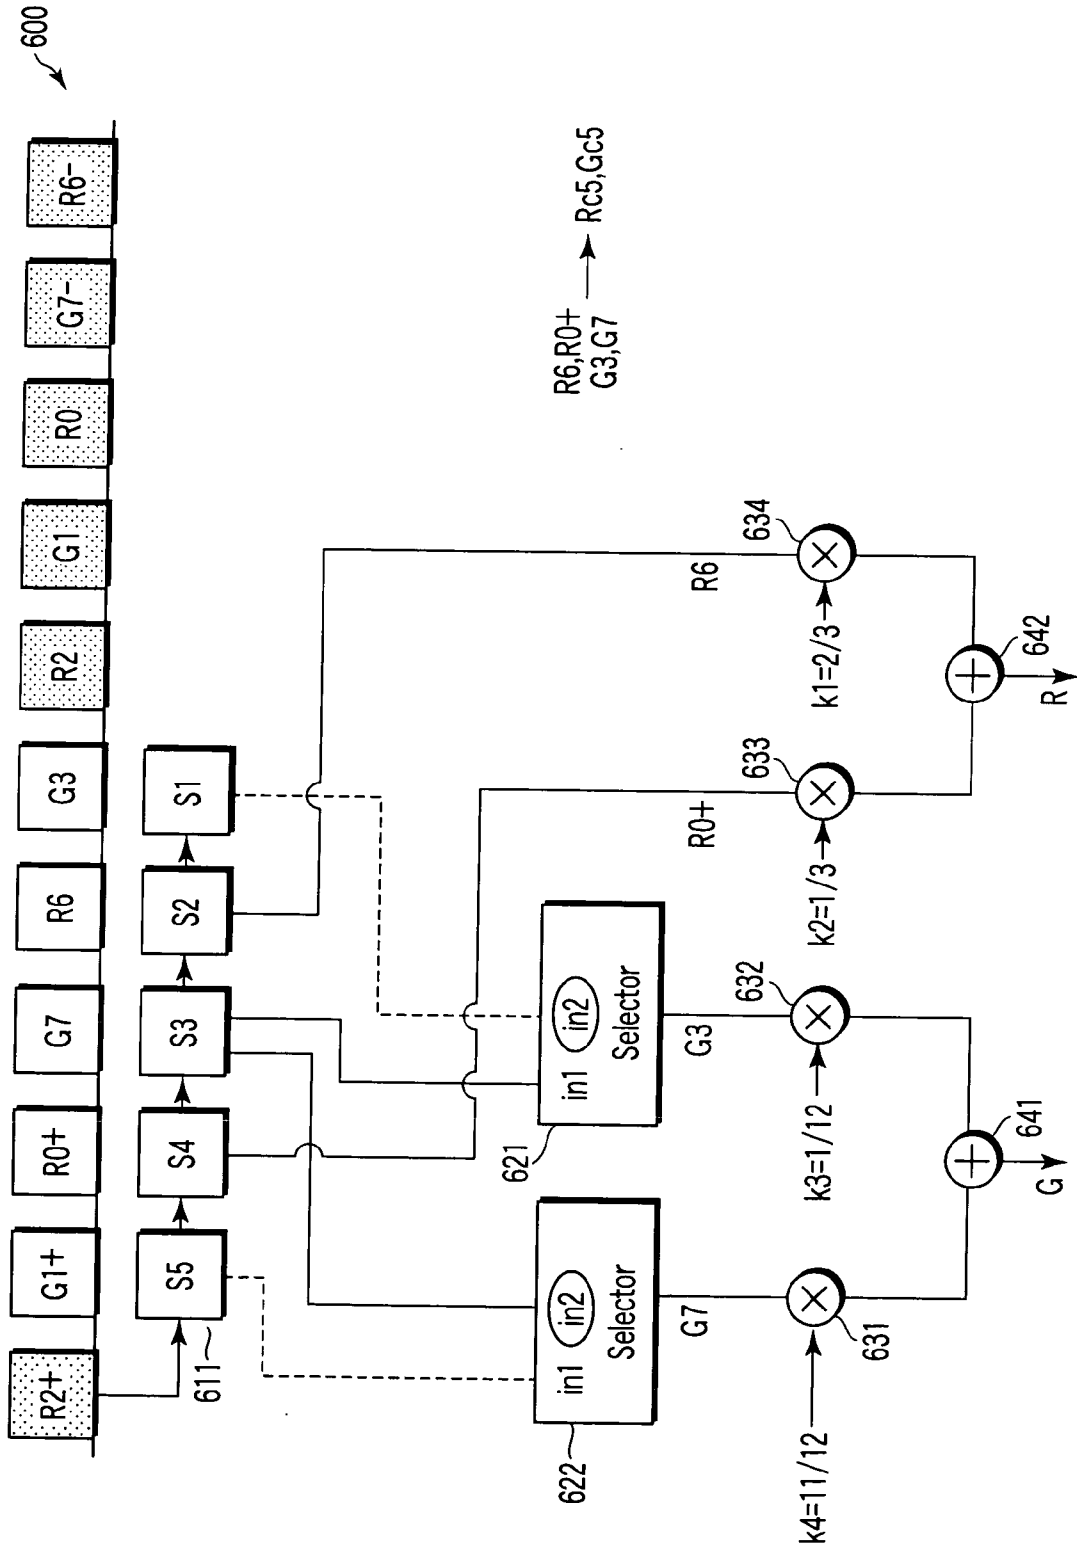 600
R2+ G1+ R0+ G7 R6 G3 R2 G1 R0 G7- R6-
S5 S4 S3 S2 S1
611
R6,R0+
G3,G7
Rc5,Gc5
in1 in2
Selector
622
in1 in2
Selector
621
G7 G3 R0+ R6
k4=11/12 631
k3=1/12 632
k2=1/3 633
k1=2/3 634
641
642
G
R